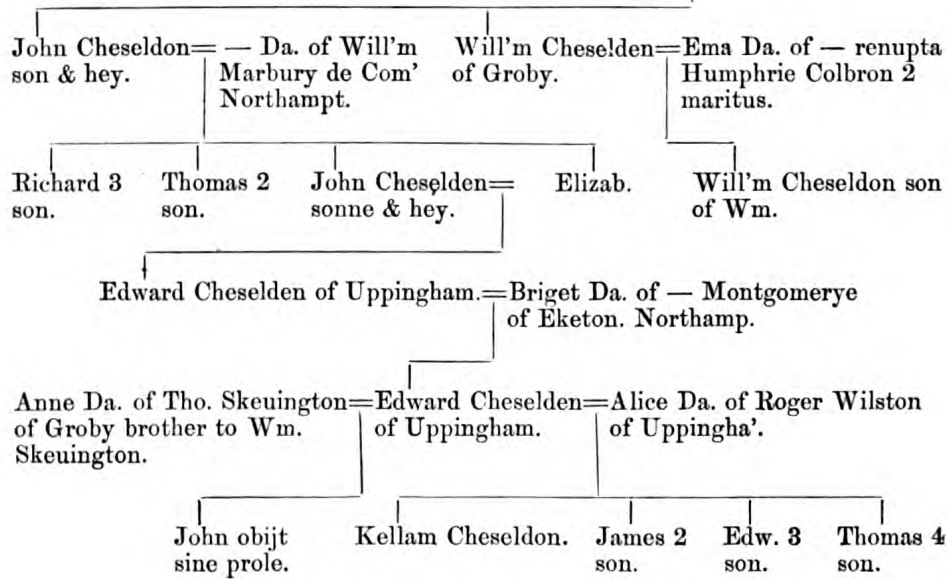 John Cheseldon= — Da. of Will'm
son & hey. Marbury de Com'
Northampt.
Will'm Cheselden=Ema Da. of — renupta
of Groby. Humphrie Colbron 2
maritus.
Richard 3
son.
Thomas 2
son.
John Cheselden=
sonne & hey.
Elizab.
Will'm Cheseldon son
of Wm.
Edward Cheselden of Uppingham.=Briget Da. of — Montgomerye
of Eketon. Northamp.
Anne Da. of Tho. Skeuington=Edward Cheselden=Alice Da. of Roger Wilston
of Groby brother to Wm. of Uppingham. of Uppingha'.
Skeuington.
John obijt
sine prole.
Kellam Cheseldon.
James 2
son.
Edw. 3
son.
Thomas 4
son.